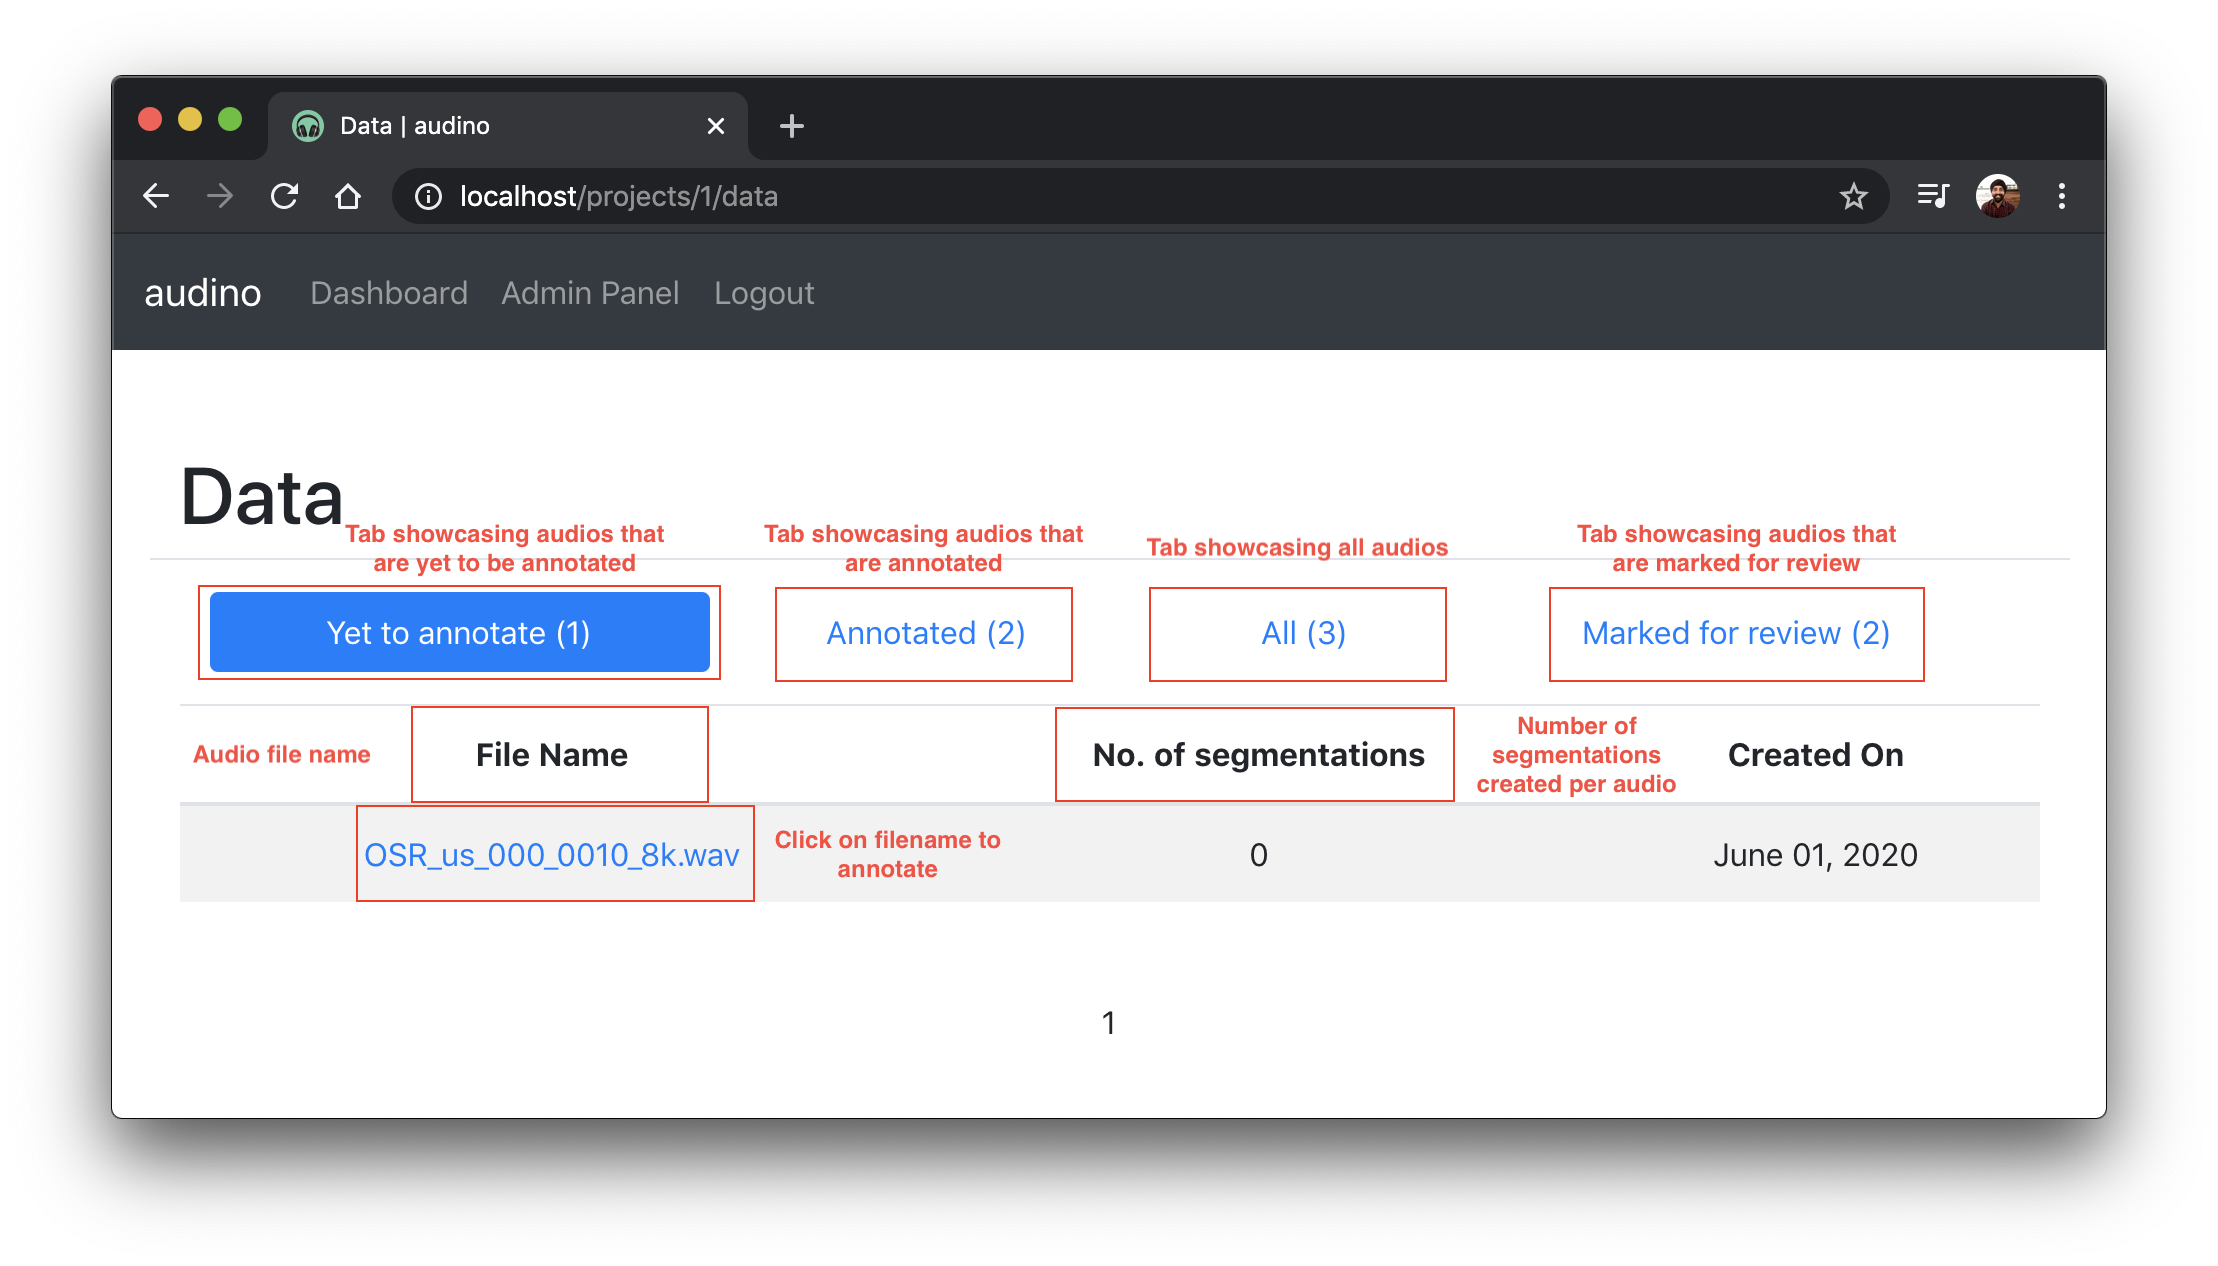 Data | audino
localhost/projects/1/data
audino Dashboard Admin Panel Logout
Data
Tab showcasing audios that
are yet to be annotated
Tab showcasing audios that
are annotated
Tab showcasing all audios
Tab showcasing audios that
are marked for review
Yet to annotate (1)
Annotated (2)
All (3)
Marked for review (2)
Audio file name
File Name
No. of segmentations
Number of
segmentations
created per audio
Created On
OSR_us_000_0010_8k.wav
Click on filename to
annotate
0
June 01, 2020
1